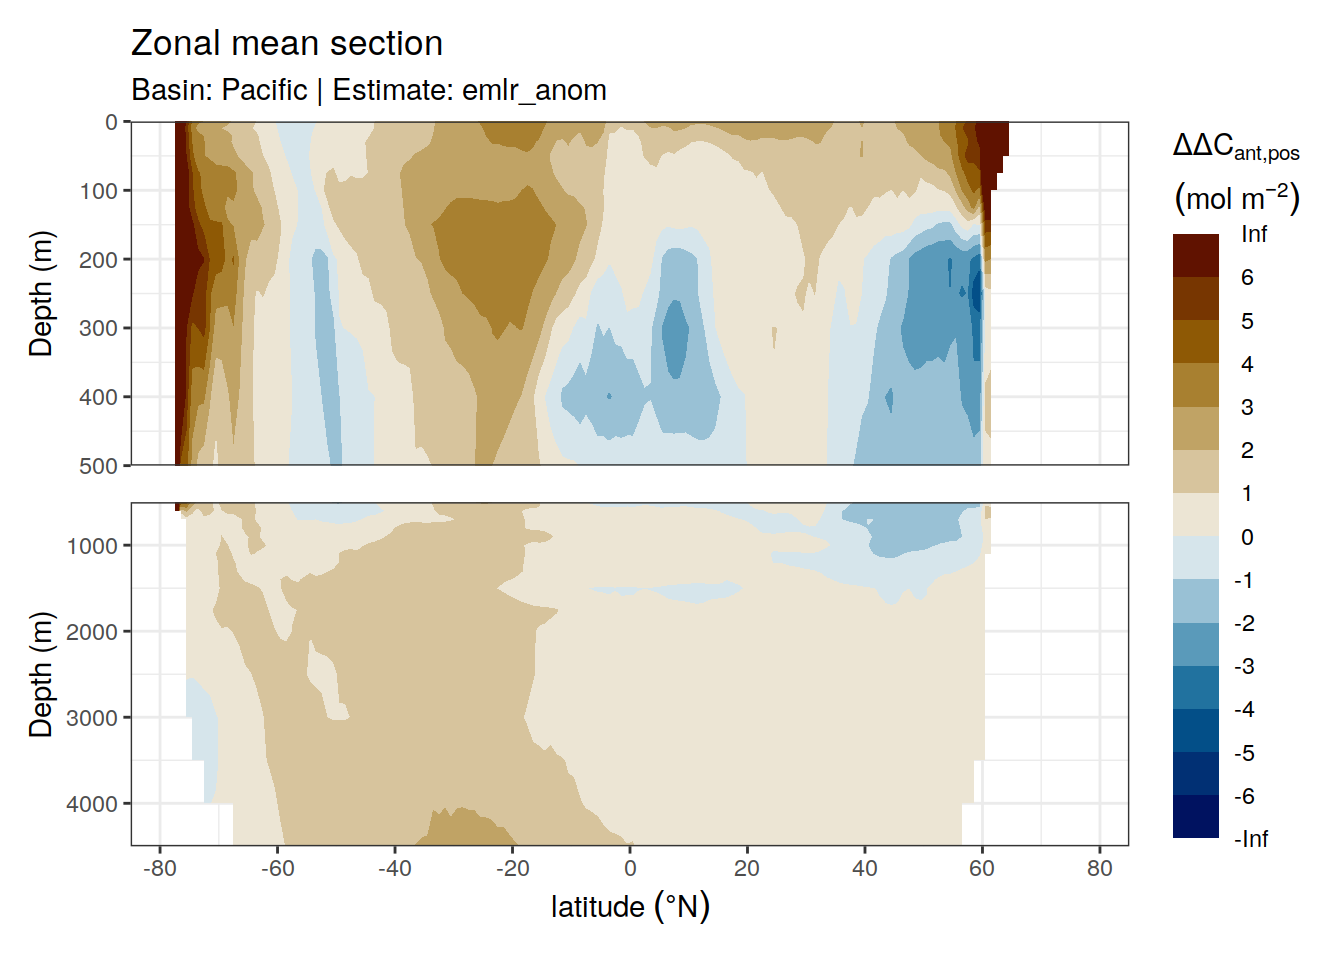 Zonal mean section
Basin: Pacific | Estimate: emlr_anom
0
100
200
300
400
500
Depth (m)
1000
2000
3000
4000
Depth (m)
-80 -60 -40 -20 0 20 40 60 80
latitude (°N)
ΔΔC_ant,pos
(mol m⁻²)
Inf
6
5
4
3
2
1
0
-1
-2
-3
-4
-5
-6
-Inf